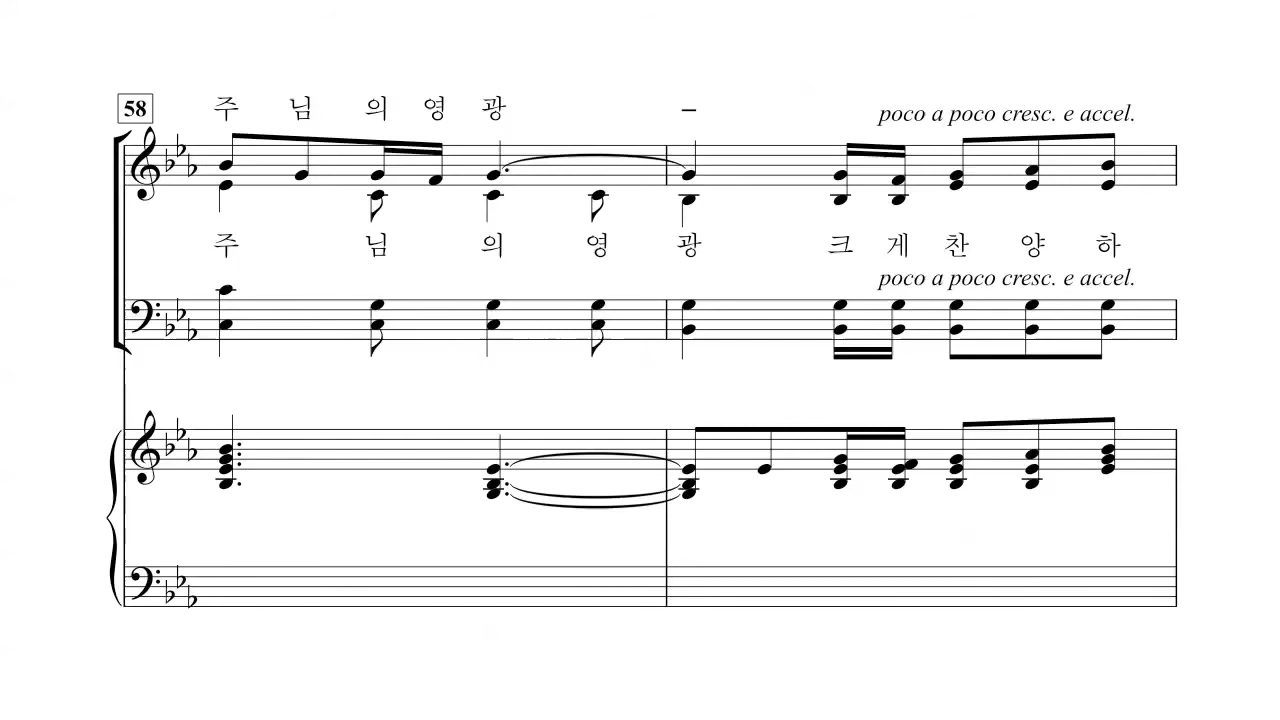 58
주 님 의 영 광 –
poco a poco cresc. e accel.
주 님 의 영 광 크 게 찬 양 하
poco a poco cresc. e accel.